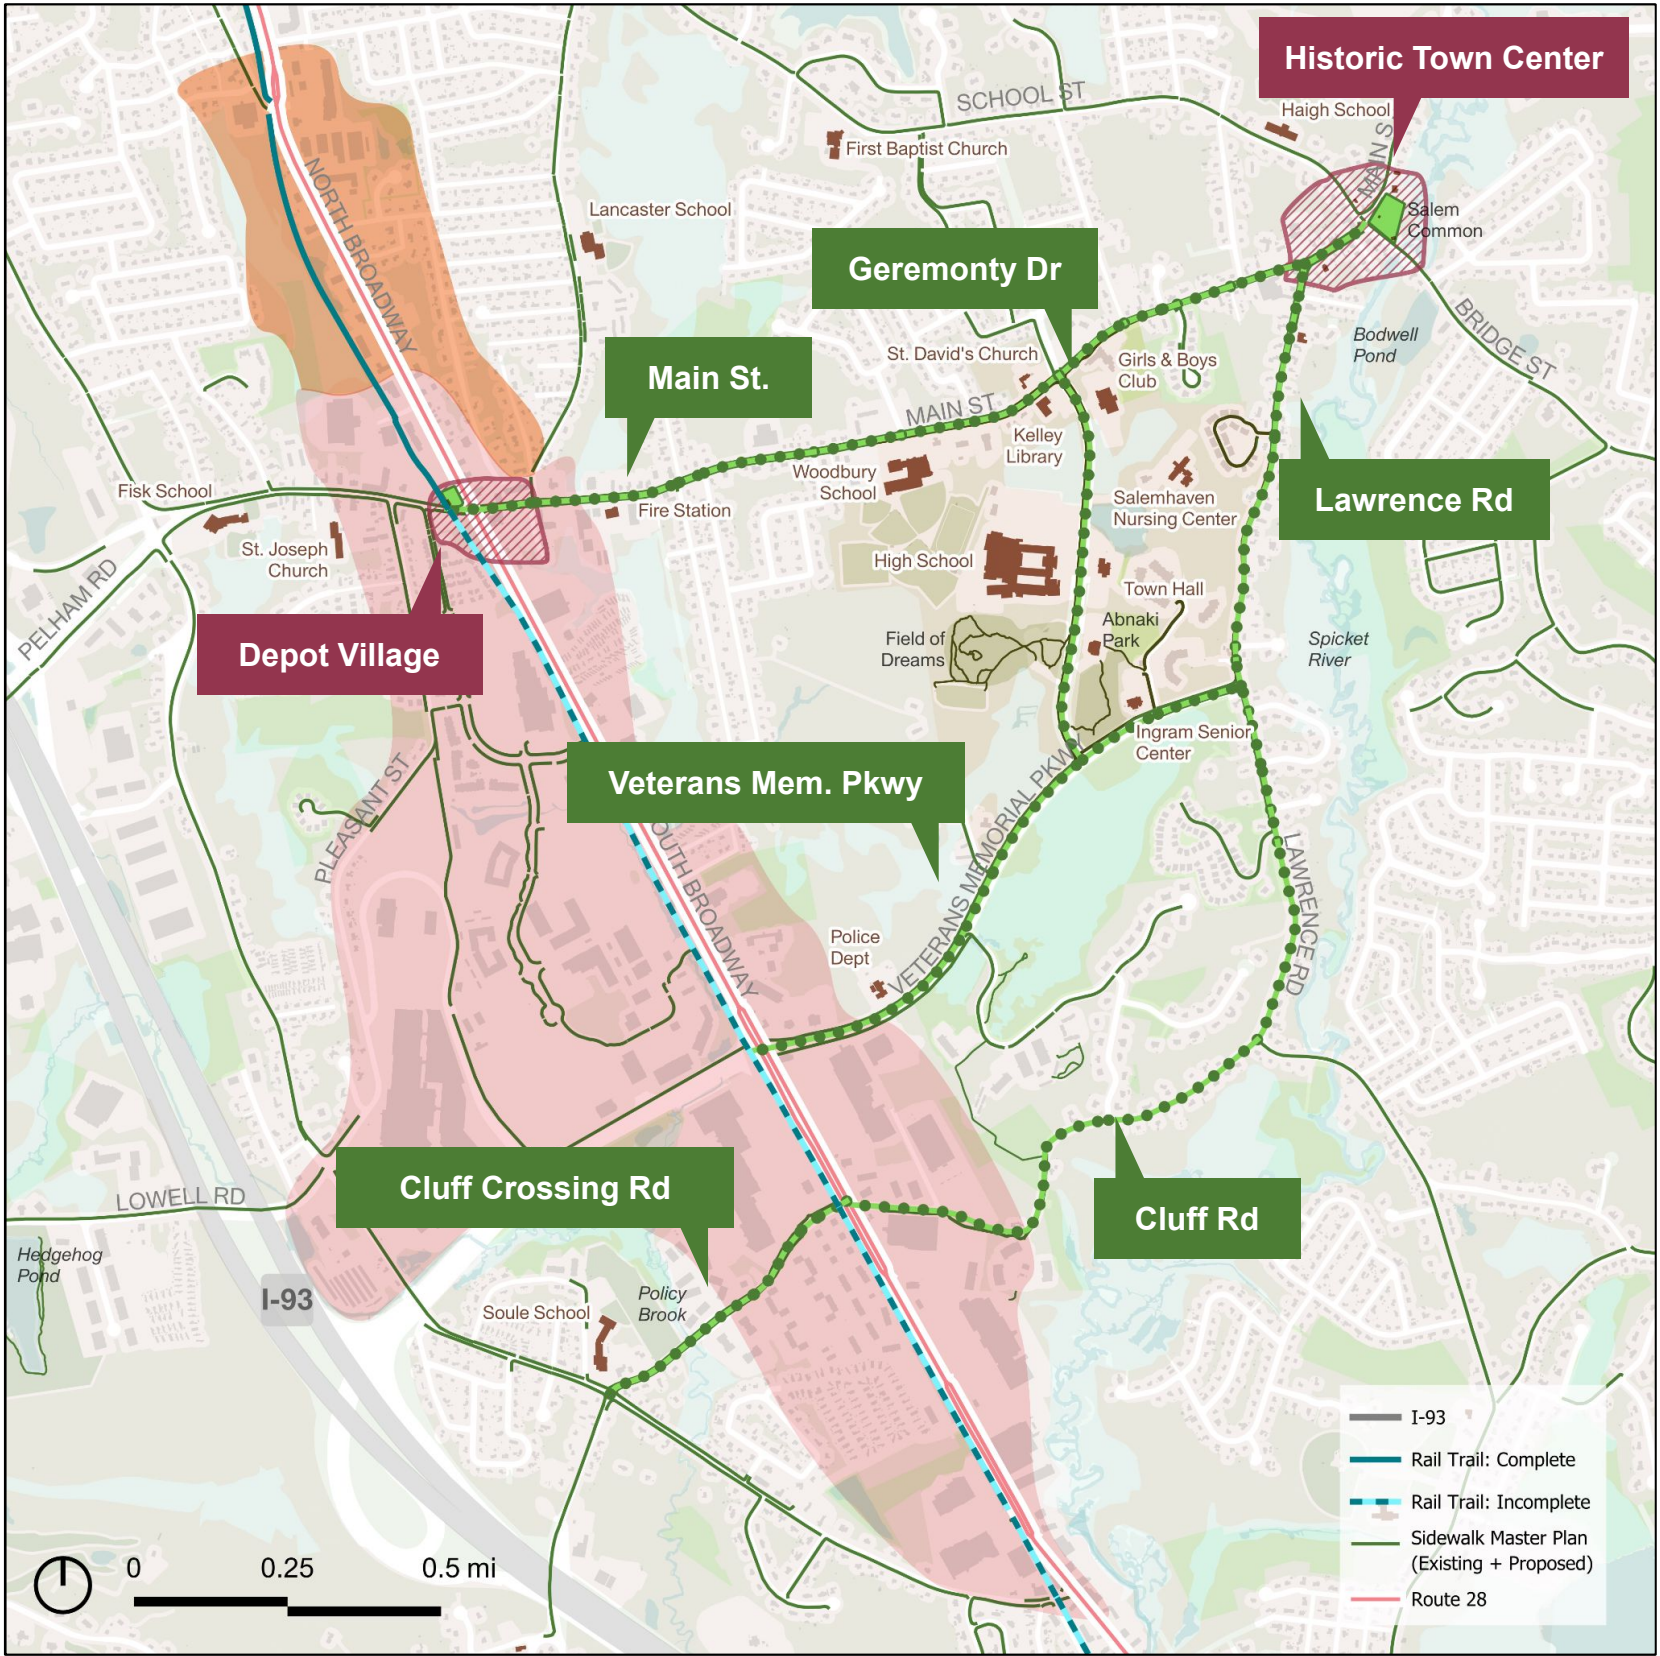 Historic Town Center
SCHOOL ST
Haigh School
First Baptist Church
MAIN S
NORTH BROADWAY
Lancaster School
Salem
Common
Geremonty Dr
BRIDGE ST
Bodwell
Pond
St. David's Church
Girls & Boys
Club
Main St.
MAIN ST
Kelley
Library
Woodbury
School
Fisk School
Salemhaven
Nursing Center
Lawrence Rd
Fire Station
St. Joseph
Church
High School
PELHAM RD
Town Hall
Abnaki
Park
Field of
Dreams
Spicket
River
Depot Village
Ingram Senior
Center
Veterans Mem. Pkwy
PLEASANT ST
OUTH BROADWAY
VETERANS MEMORIAL PKWY
LAWRENCE RD
Police
Dept
Cluff Crossing Rd
LOWELL RD
Cluff Rd
Hedgehog
Pond
I-93
Policy
Brook
Soule School
I-93
Rail Trail: Complete
Rail Trail: Incomplete
Sidewalk Master Plan
(Existing + Proposed)
Route 28
0 0.25 0.5 mi